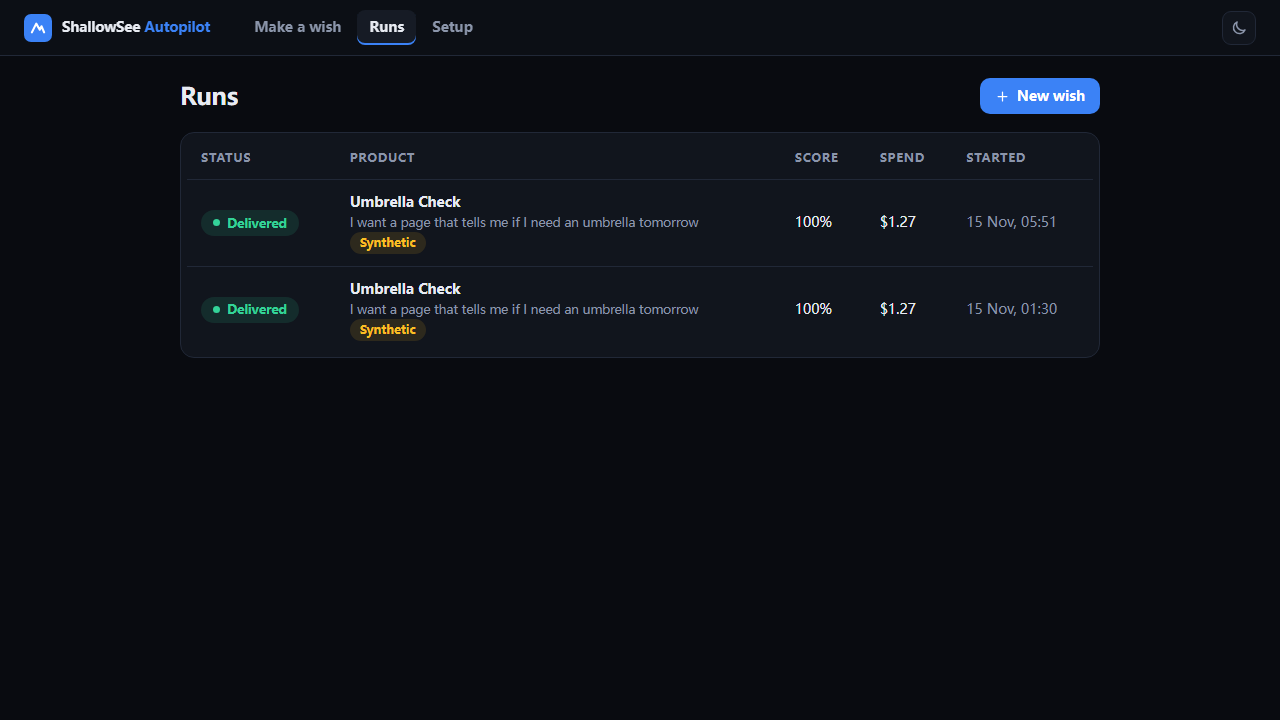 ShallowSee Autopilot
Make a wish
Runs
Setup
Runs
+ New wish
STATUS PRODUCT SCORE SPEND STARTED
Delivered
Umbrella Check
I want a page that tells me if I need an umbrella tomorrow
Synthetic
100% $1.27 15 Nov, 05:51
Delivered
Umbrella Check
I want a page that tells me if I need an umbrella tomorrow
Synthetic
100% $1.27 15 Nov, 01:30